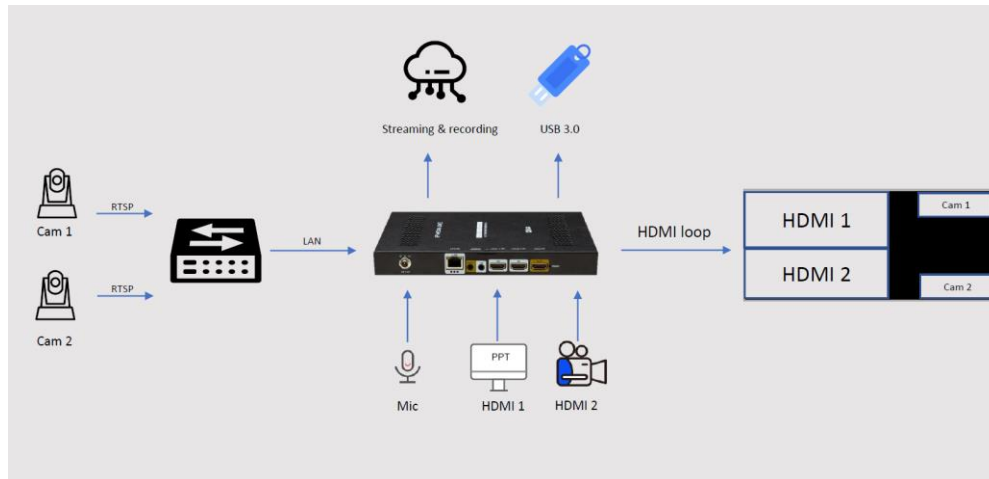 Streaming & recording
USB 3.0
RTSP
Cam 1
LAN
RTSP
Cam 2
HDMI loop
HDMI 1
Cam 1
HDMI 2
Cam 2
PPT
Mic
HDMI 1
HDMI 2